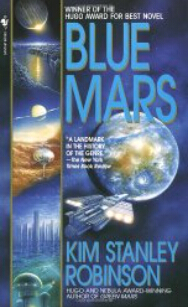 WINNER OF THE
HUGO AWARD FOR BEST NOVEL
BLUE
MARS
"A LANDMARK
IN THE HISTORY
OF THE GENRE."
—The New York
Times Book Review
KIM STANLEY
ROBINSON
HUGO AND NEBULA AWARD-WINNING
AUTHOR OF GREEN MARS